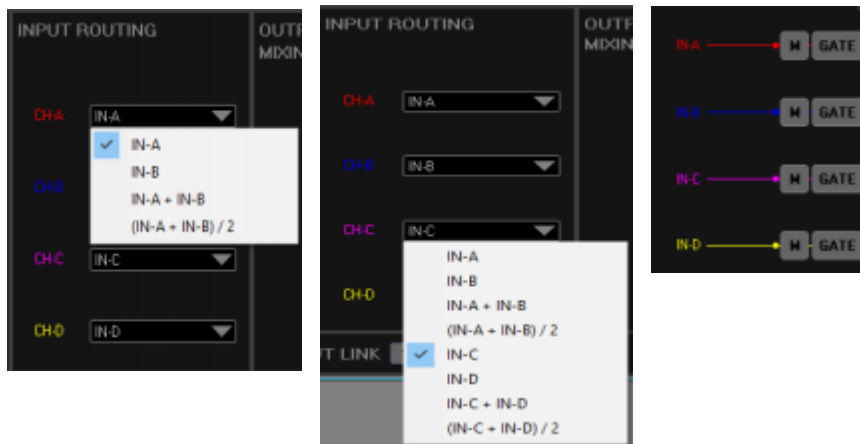 INPUT ROUTING
OUTP
MIXIN
CH-A
IN-A
IN-A
IN-B
IN-A + IN-B
(IN-A + IN-B) / 2
CH-B
CH-C
IN-C
CH-D
IN-D
INPUT ROUTING
OUTP
MIXIN
CH-A
IN-A
CH-B
IN-B
CH-C
IN-C
IN-A
IN-B
IN-A + IN-B
(IN-A + IN-B) / 2
IN-C
IN-D
IN-C + IN-D
(IN-C + IN-D) / 2
CH-D
T LINK
IN-A M GATE
IN-B M GATE
IN-C M GATE
IN-D M GATE